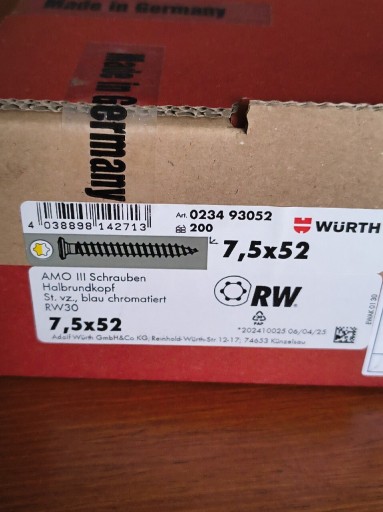 Made in Germany
Made in Germany
4 038898 142713
Art. 0234 93052
200
WÜRTH
7,5x52
AMO III Schrauben
Halbrundkopf
St. vz., blau chromatiert
RW30
7,5x52
RW
PAP
*202410025 06/04/25
Adolf Würth GmbH&Co. KG; Reinhold-Würth-Str 12-17; 74653 Künzelsau